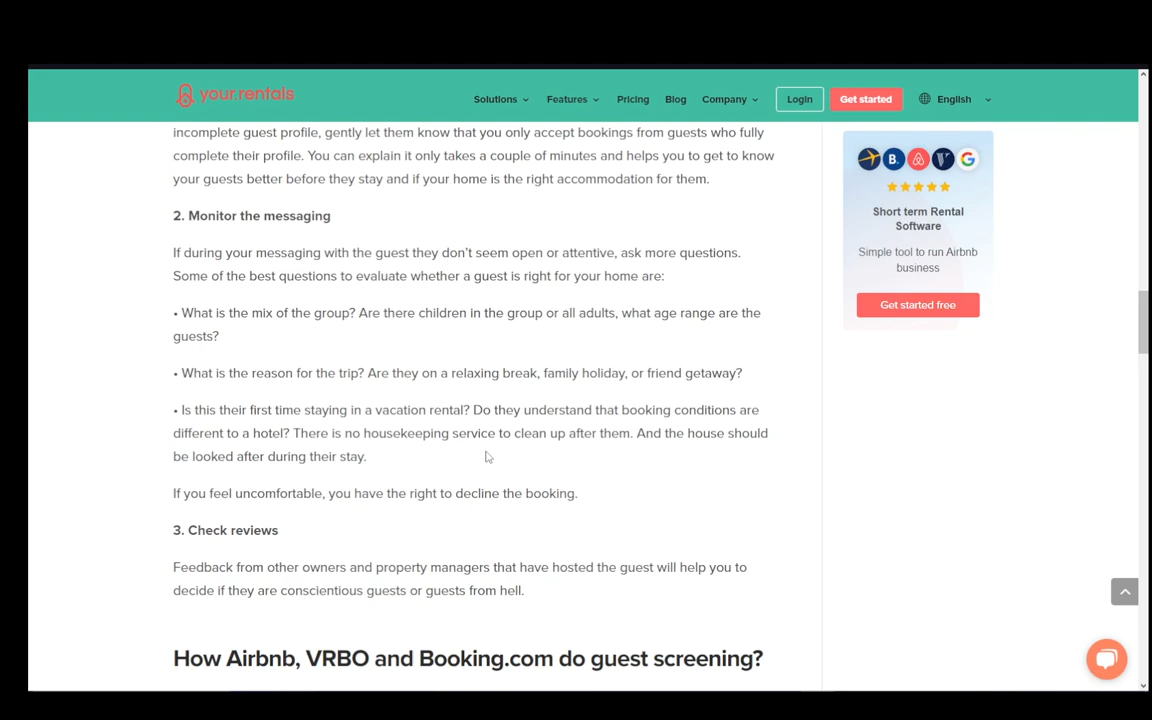 your.rentals
Solutions
Features
Pricing
Blog
Company
Login
Get started
English
incomplete guest profile, gently let them know that you only accept bookings from guests who fully
complete their profile. You can explain it only takes a couple of minutes and helps you to get to know
your guests better before they stay and if your home is the right accommodation for them.
2. Monitor the messaging
If during your messaging with the guest they don't seem open or attentive, ask more questions.
Some of the best questions to evaluate whether a guest is right for your home are:
• What is the mix of the group? Are there children in the group or all adults, what age range are the
guests?
• What is the reason for the trip? Are they on a relaxing break, family holiday, or friend getaway?
• Is this their first time staying in a vacation rental? Do they understand that booking conditions are
different to a hotel? There is no housekeeping service to clean up after them. And the house should
be looked after during their stay.
If you feel uncomfortable, you have the right to decline the booking.
3. Check reviews
Feedback from other owners and property managers that have hosted the guest will help you to
decide if they are conscientious guests or guests from hell.
How Airbnb, VRBO and Booking.com do guest screening?
B.
G
Short term Rental
Software
Simple tool to run Airbnb
business
Get started free